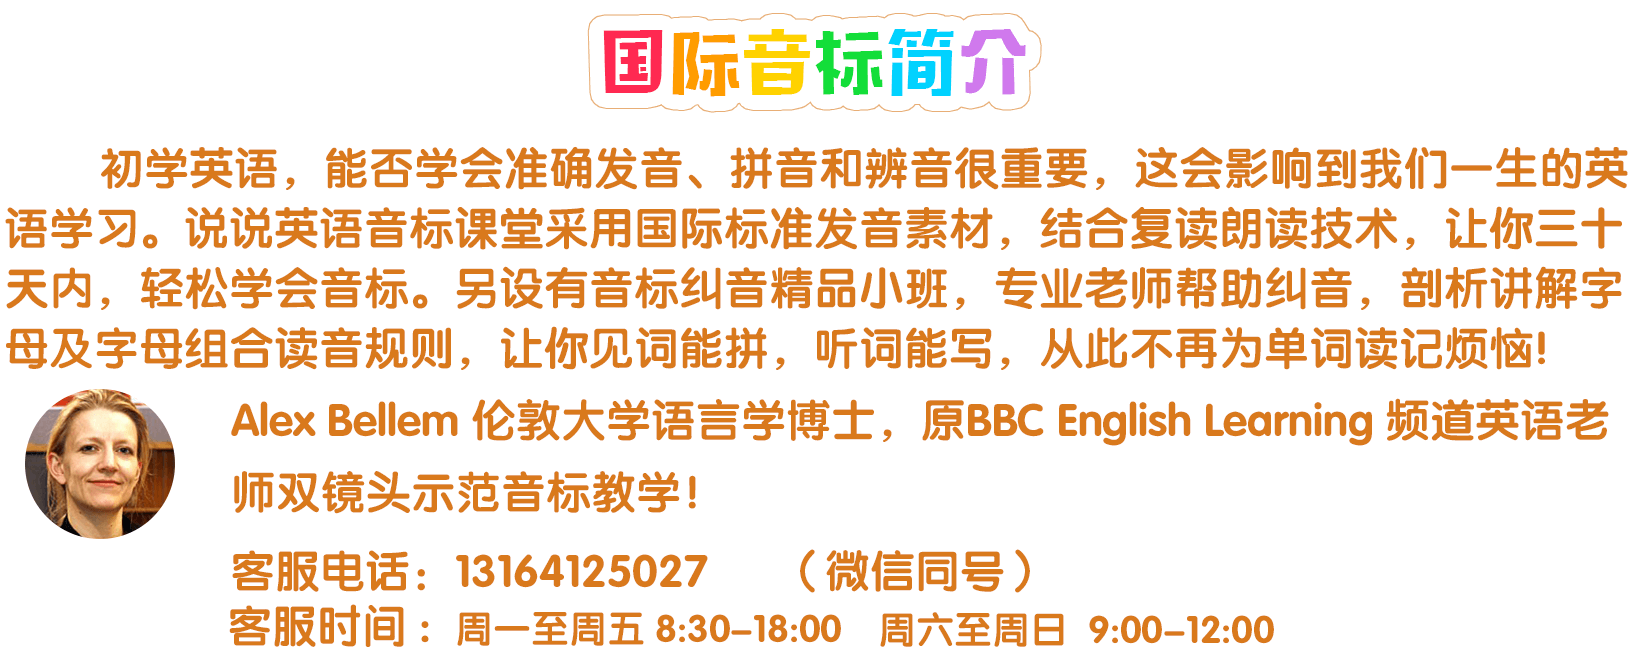 国际音标简介
初学英语，能否学会准确发音、拼音和辨音很重要，这会影响到我们一生的英
语学习。说说英语音标课堂采用国际标准发音素材，结合复读朗读技术，让你三十
天内，轻松学会音标。另设有音标纠音精品小班，专业老师帮助纠音，剖析讲解字
母及字母组合读音规则，让你见词能拼，听词能写，从此不再为单词读记烦恼!
Alex Bellem 伦敦大学语言学博士，原BBC English Learning 频道英语老
师双镜头示范音标教学！
客服电话：13164125027 （微信同号）
客服时间：周一至周五 8:30-18:00 周六至周日 9:00-12:00